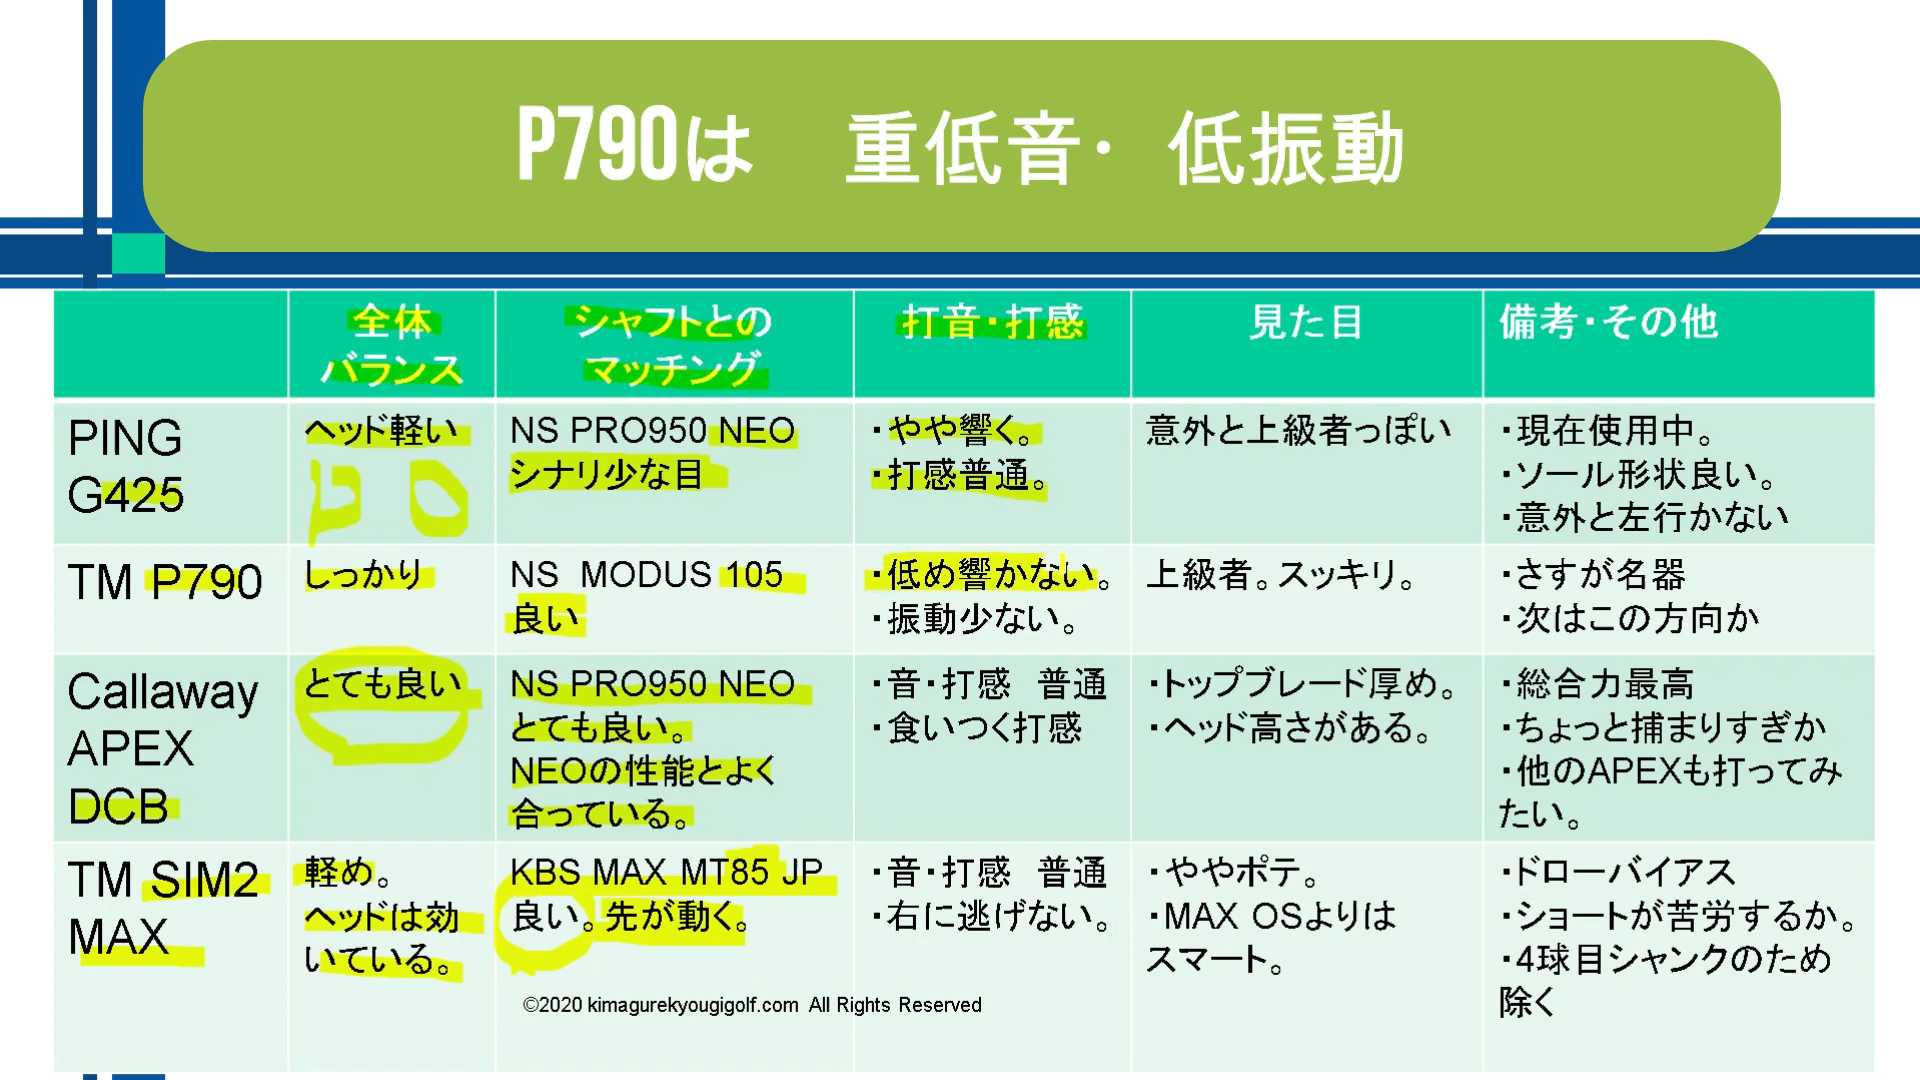 P790は　重低音・ 低振動
全体
バランス
シャフトとの
マッチング
打音・打感
見た目
備考・その他
PING
G425
ヘッド軽い
NS PRO950 NEO
シナリ少な目
・やや響く。
・打感普通。
意外と上級者っぽい
・現在使用中。
・ソール形状良い。
・意外と左行かない
TM P790
しっかり
NS MODUS 105
良い
・低め響かない。
・振動少ない。
上級者。スッキリ。
・さすが名器
・次はこの方向か
Callaway
APEX
DCB
とても良い
NS PRO950 NEO
とても良い。
NEOの性能とよく
合っている。
・音・打感　普通
・食いつく打感
・トップブレード厚め。
・ヘッド高さがある。
・総合力最高
・ちょっと捕まりすぎか
・他のAPEXも打ってみ
たい。
TM SIM2
MAX
軽め。
ヘッドは効
いている。
KBS MAX MT85 JP
良い。先が動く。
・音・打感　普通
・右に逃げない。
・ややポテ。
・MAX OSよりは
スマート。
・ドローバイアス
・ショートが苦労するか。
・4球目シャンクのため
除く
©2020 kimagurekyougigolf.com All Rights Reserved